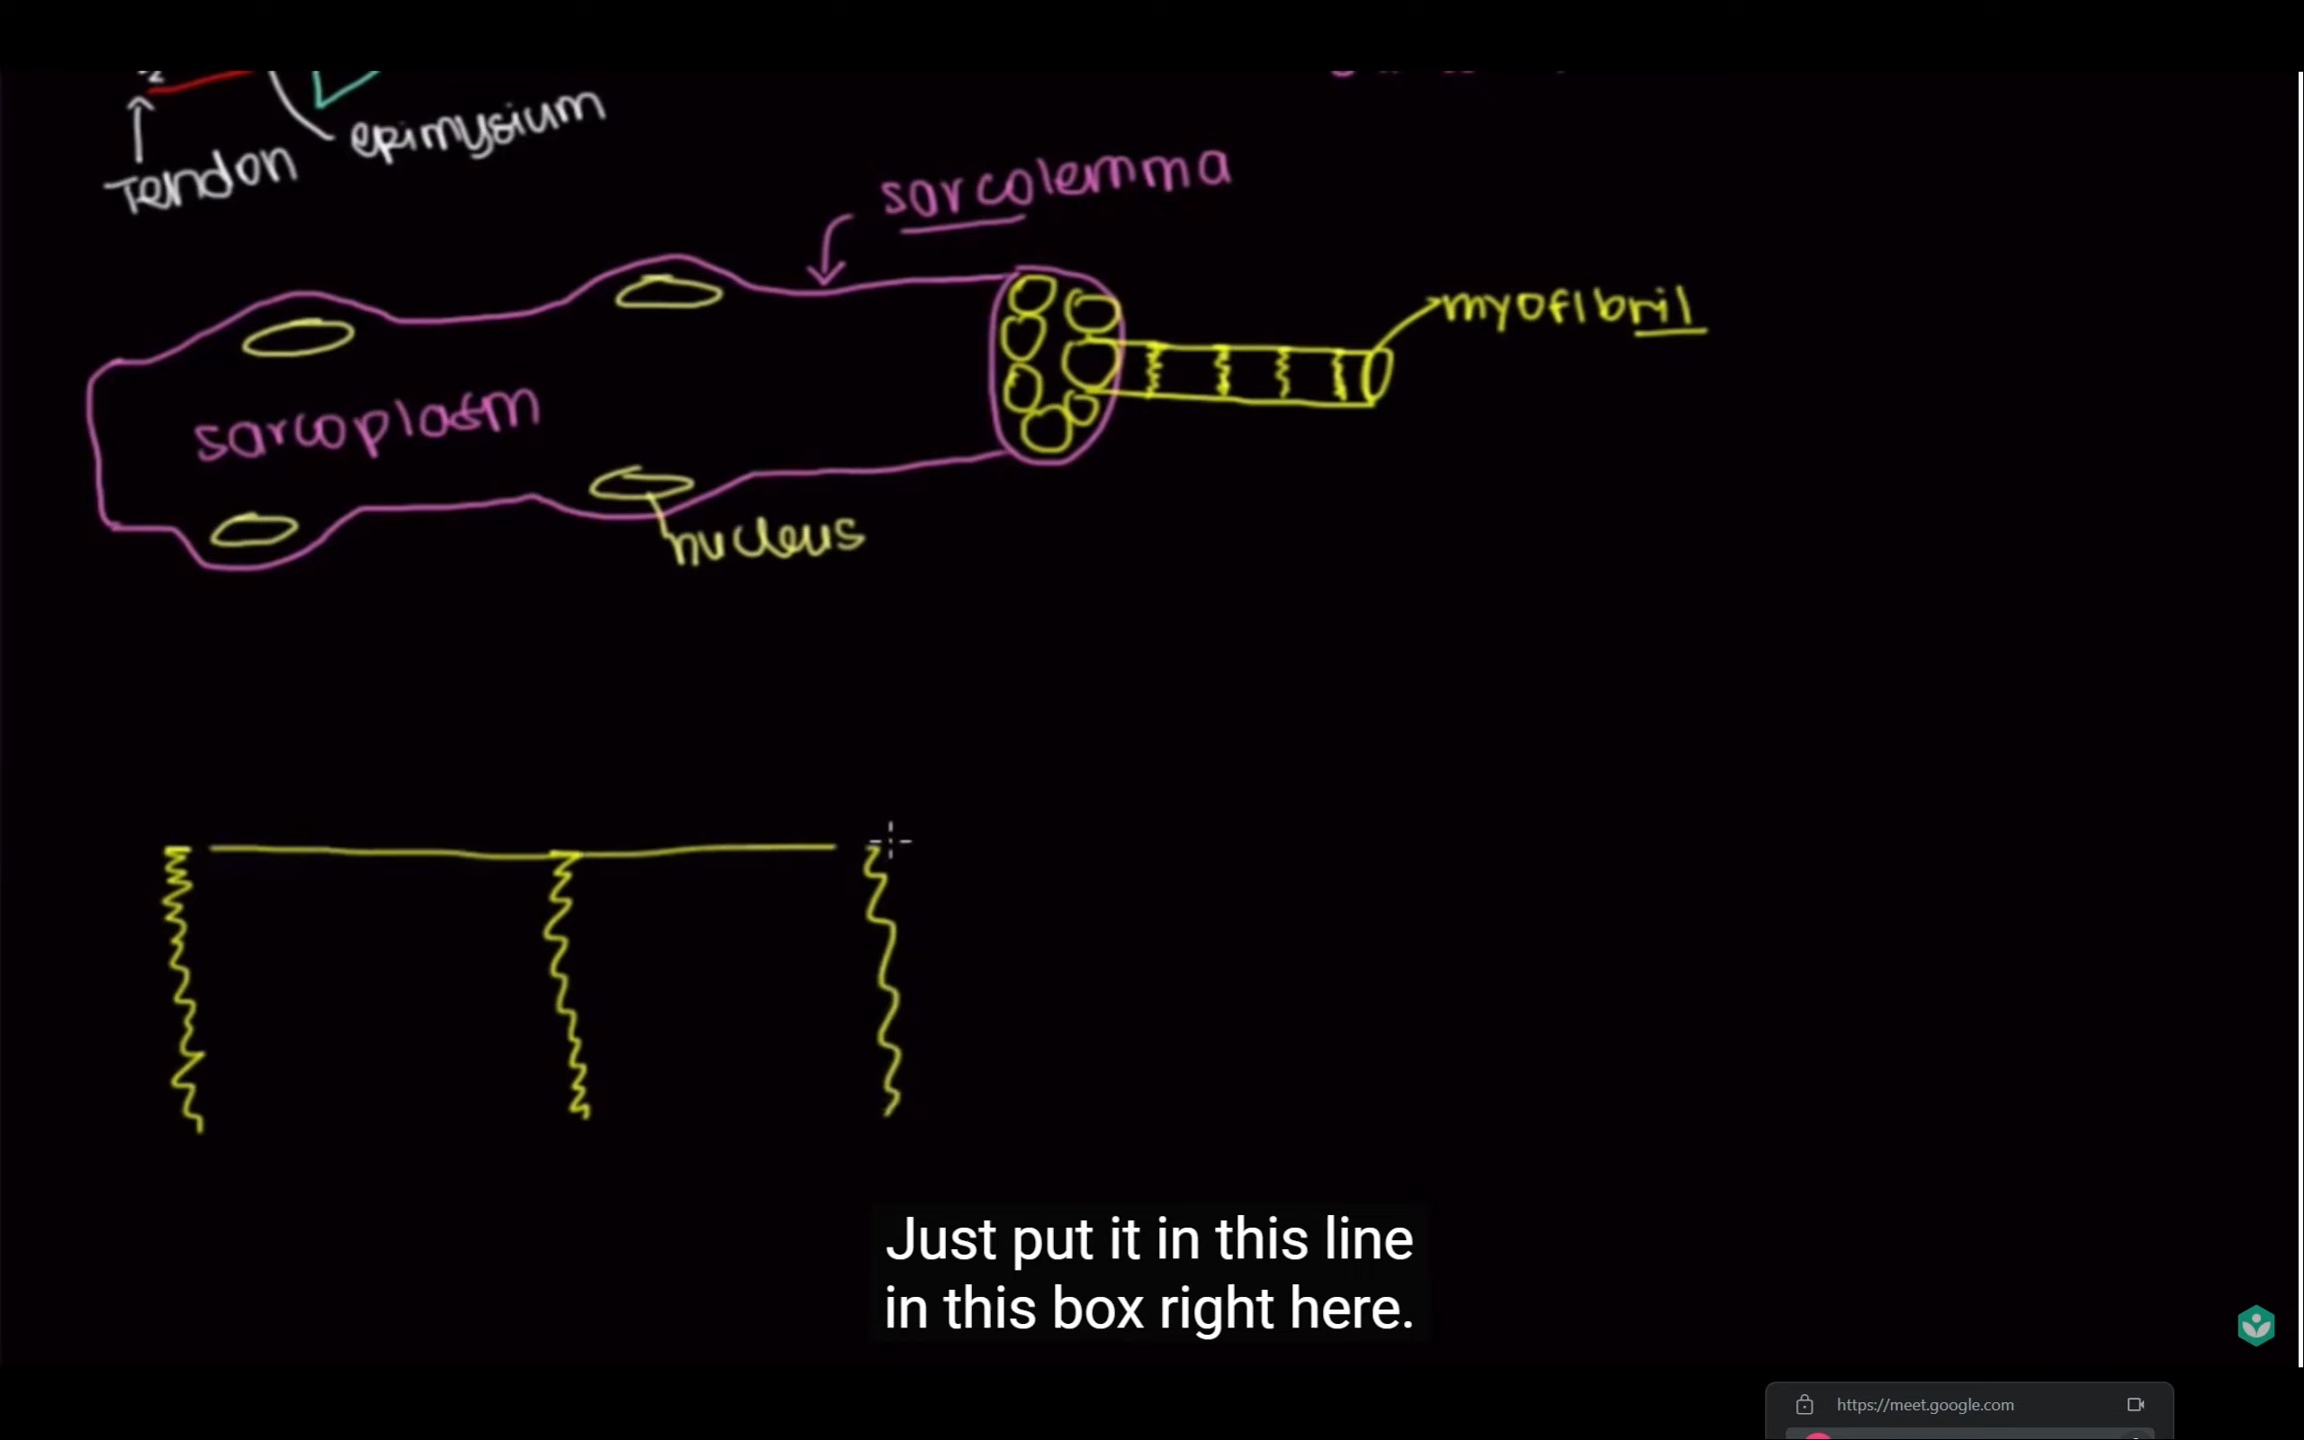 Tendon
epimysium
sarcolemma
myofibril
sarcoplasm
nucleus
Just put it in this line
in this box right here.
https://meet.google.com